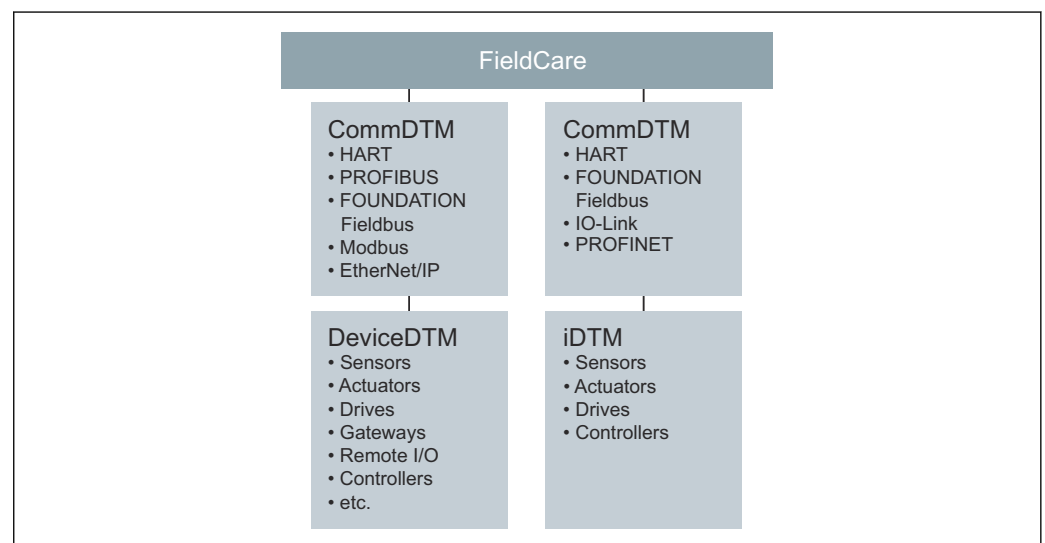 FieldCare
CommDTM
• HART
• PROFIBUS
• FOUNDATION
Fieldbus
• Modbus
• EtherNet/IP
CommDTM
• HART
• FOUNDATION
Fieldbus
• IO-Link
• PROFINET
DeviceDTM
• Sensors
• Actuators
• Drives
• Gateways
• Remote I/O
• Controllers
• etc.
iDTM
• Sensors
• Actuators
• Drives
• Controllers